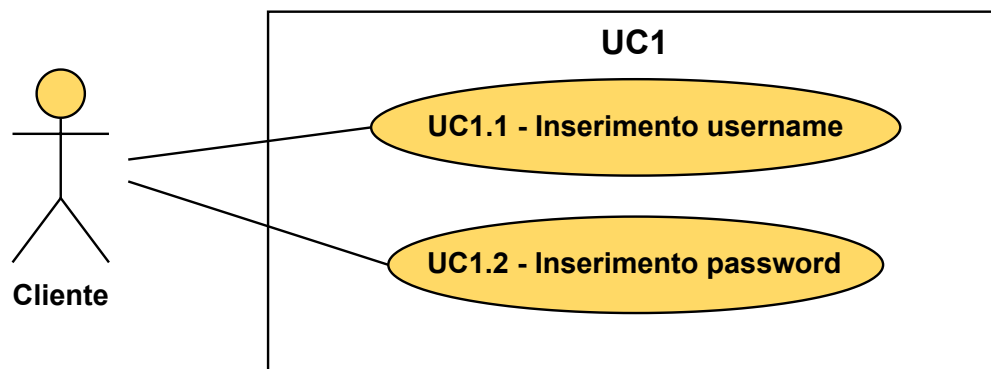 UC1
UC1.1 - Inserimento username
UC1.2 - Inserimento password
Cliente